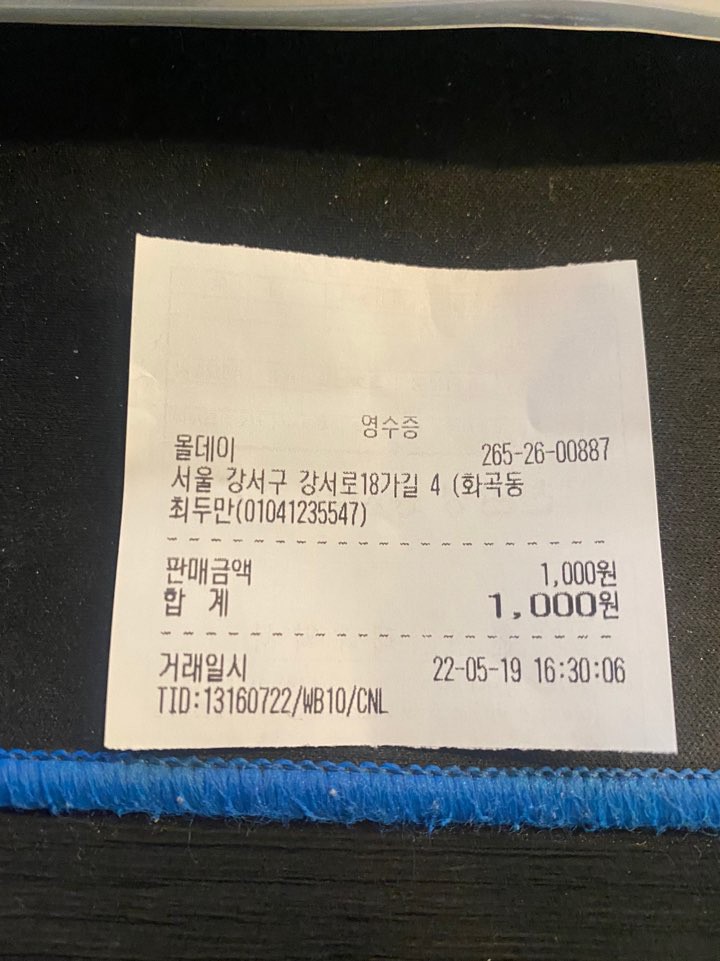 영수증
몰데이 265-26-00887
서울 강서구 강서로18가길 4 (화곡동
최두만(01041235547)
판매금액 1,000원
합 계 1,000원
거래일시 22-05-19 16:30:06
TID:13160722/WB10/CNL